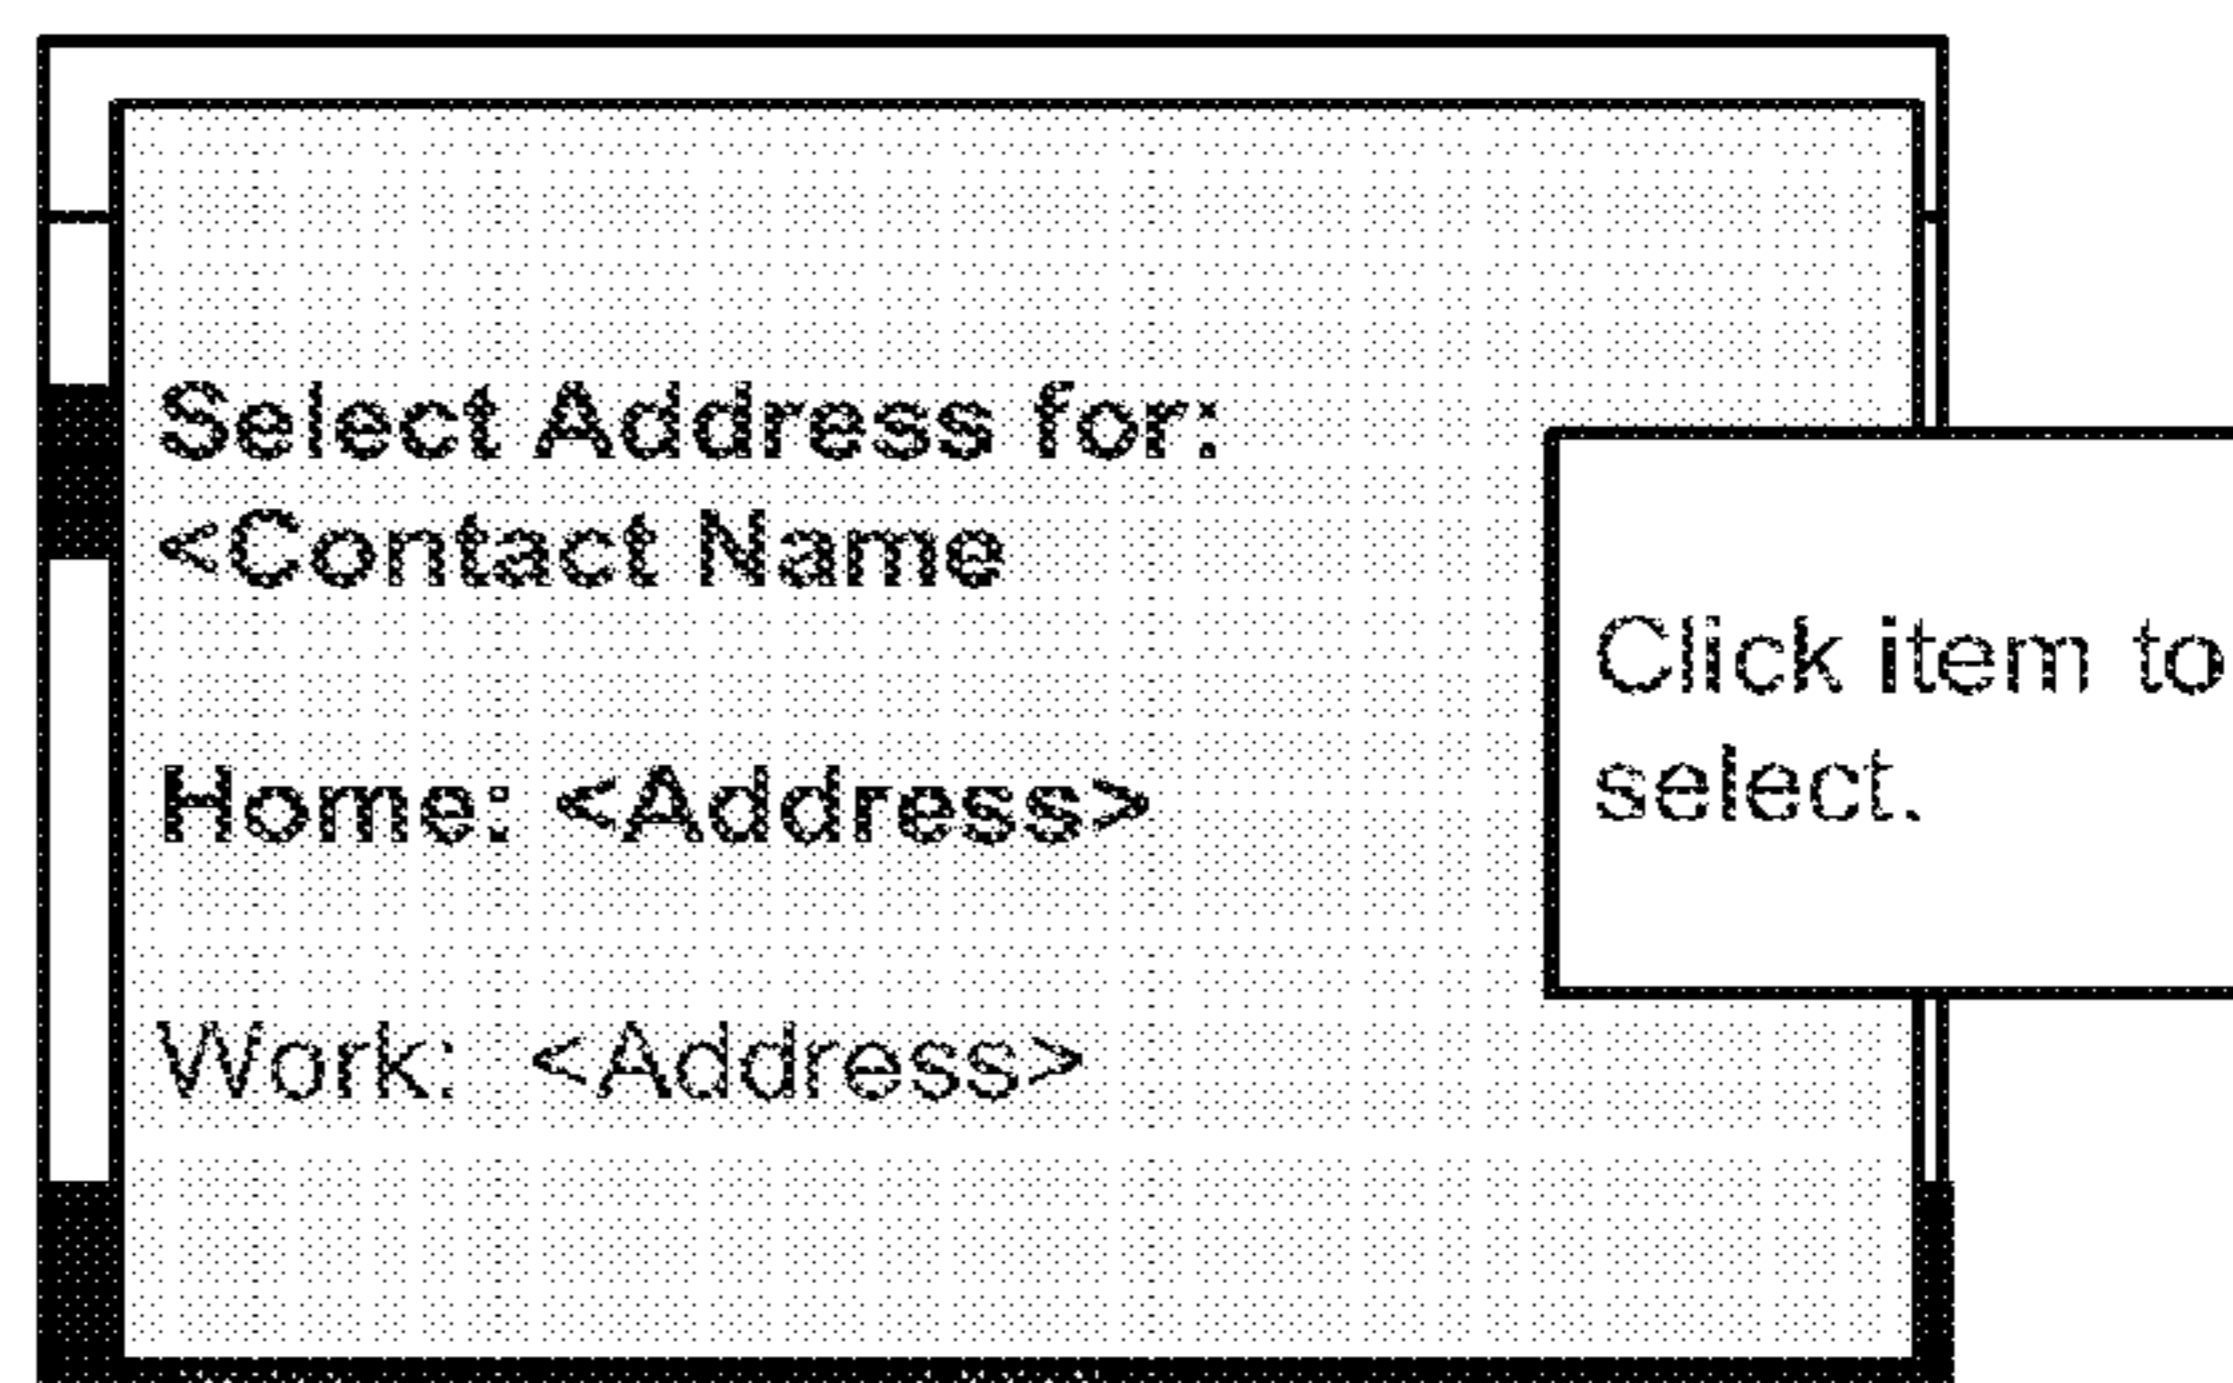 Select Address for:
<Contact Name
Home: <Address>
Work: <Address>
Click item to
select.